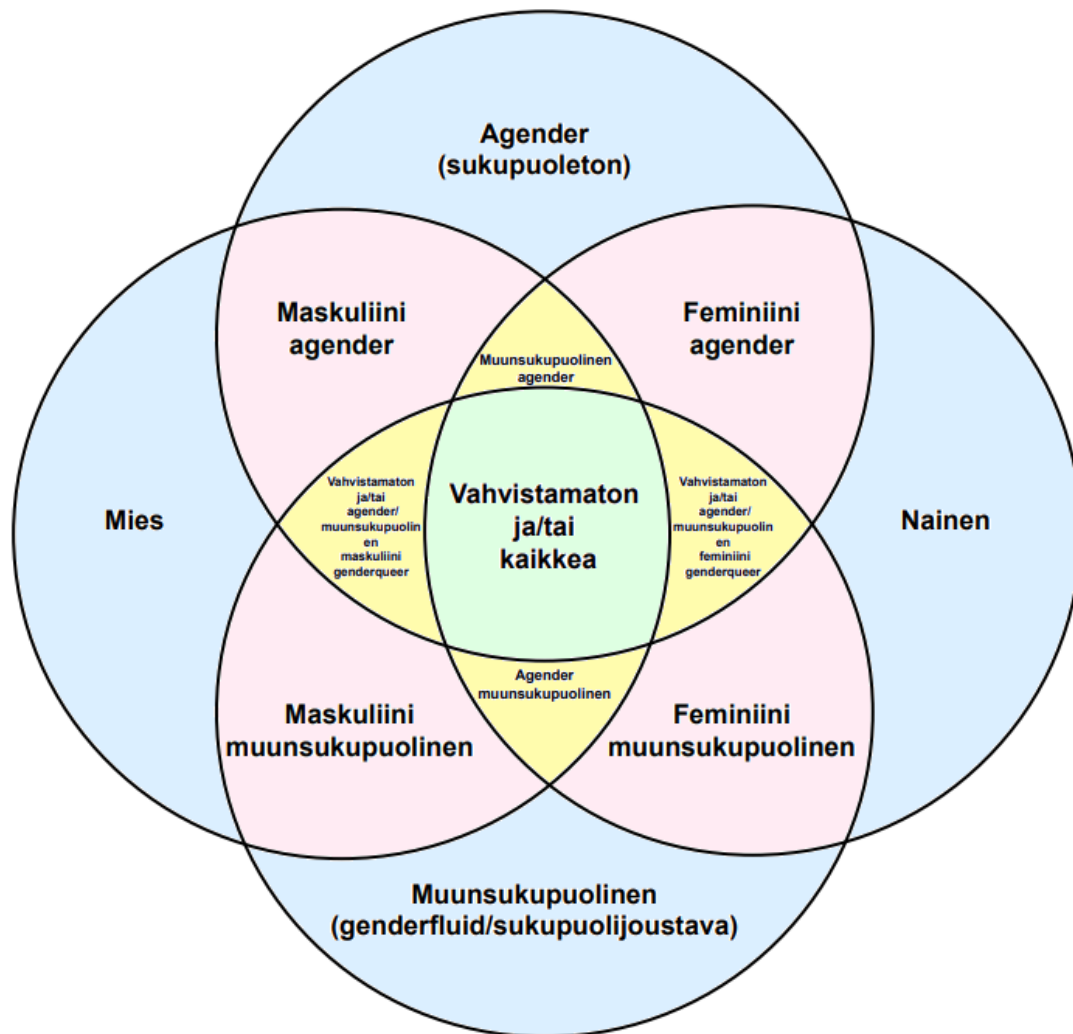 Agender
(sukupuoleton)
Maskuliini
agender
Feminiini
agender
Muunsukupuolinen
agender
Mies
Vahvistamaton
ja/tai
agender/
muunsukupuolin
en
maskuliini
genderqueer
Vahvistamaton
ja/tai
kaikkea
Vahvistamaton
ja/tai
agender/
muunsukupuolin
en
feminiini
genderqueer
Nainen
Agender
muunsukupuolinen
Maskuliini
muunsukupuolinen
Feminiini
muunsukupuolinen
Muunsukupuolinen
(genderfluid/sukupuolijoustava)